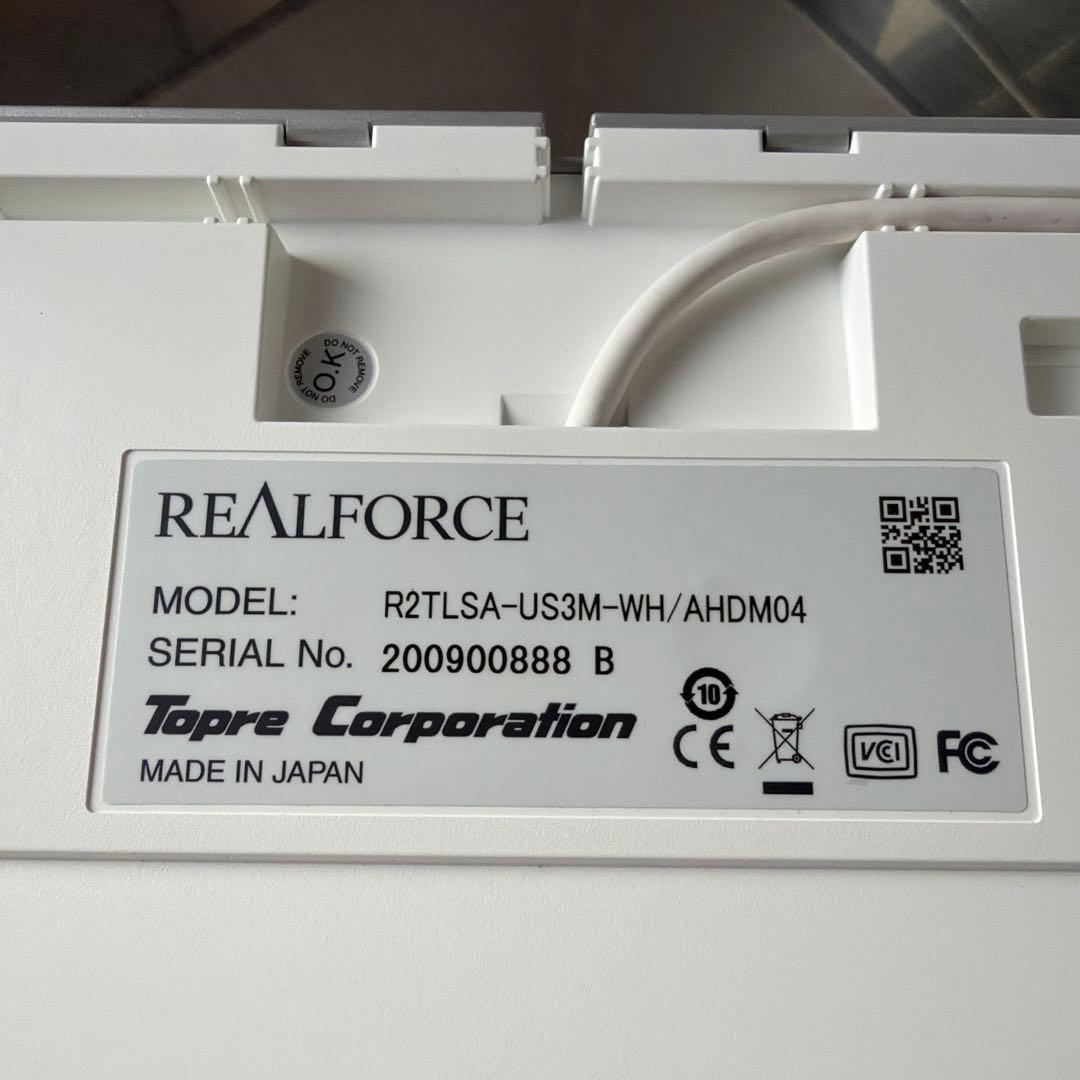 DO NOT REMOVE
O.K
DO NOT REMOVE
REALFORCE
MODEL: R2TLSA-US3M-WH/AHDM04
SERIAL No. 200900888 B
Topre Corporation
MADE IN JAPAN
10
CE
VCI
FC